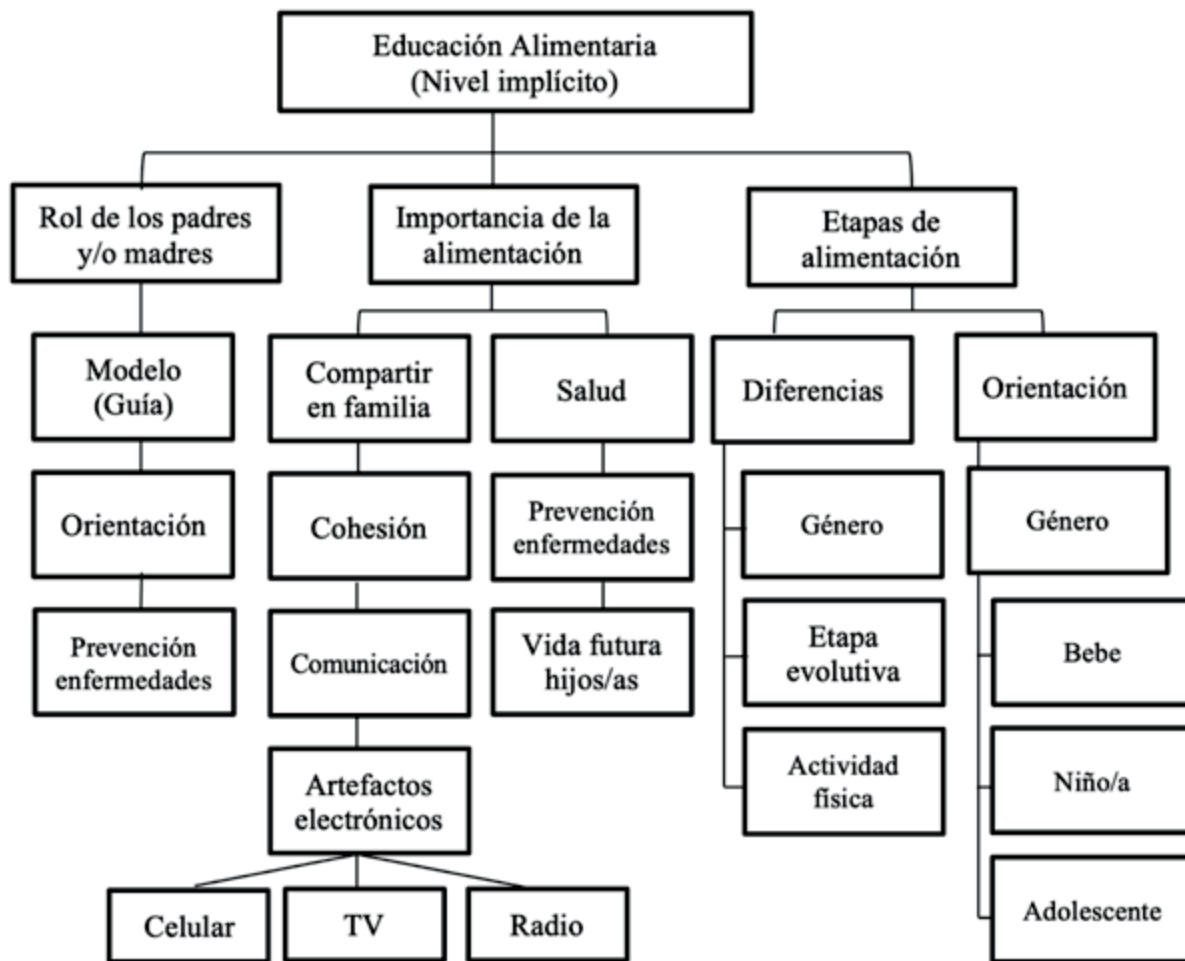 Educación Alimentaria
(Nivel implícito)
Rol de los padres
y/o madres
Importancia de la
alimentación
Etapas de
alimentación
Modelo
(Guía)
Compartir
en familia
Salud
Diferencias
Orientación
Orientación
Cohesión
Prevención
enfermedades
Género
Género
Prevención
enfermedades
Comunicación
Vida futura
hijos/as
Etapa
evolutiva
Bebe
Artefactos
electrónicos
Actividad
física
Niño/a
Celular
TV
Radio
Adolescente